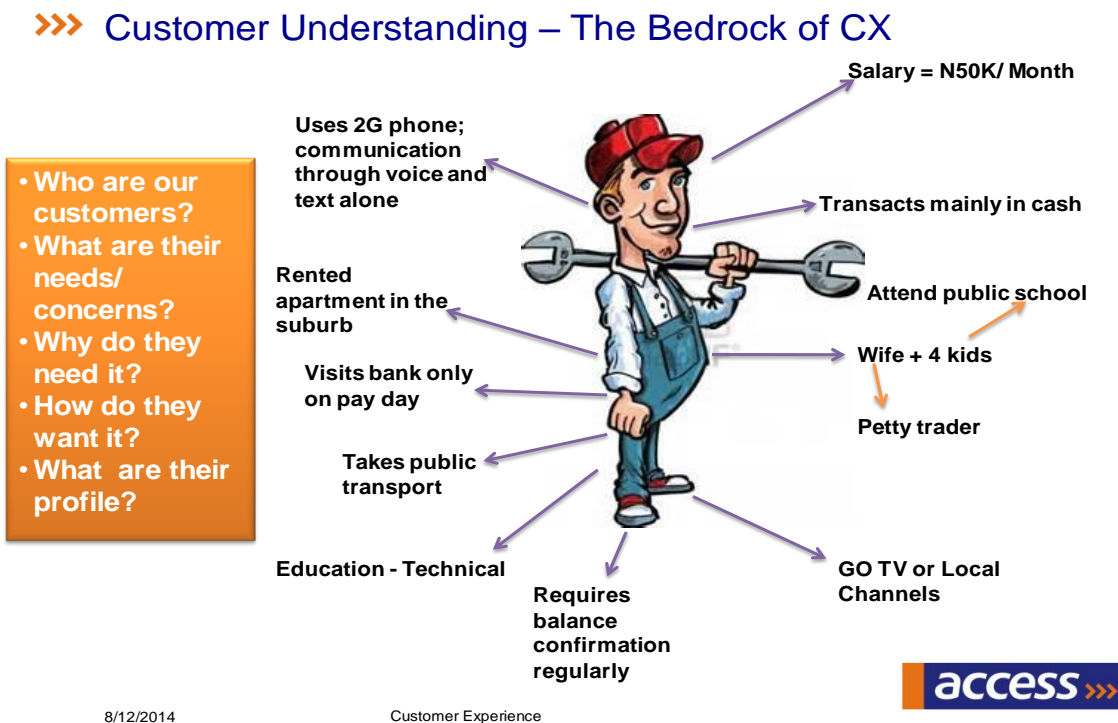 >>> Customer Understanding – The Bedrock of CX
• Who are our
customers?
• What are their
needs/
concerns?
• Why do they
need it?
• How do they
want it?
• What are their
profile?
Uses 2G phone;
communication
through voice and
text alone
Rented
apartment in the
suburb
Visits bank only
on pay day
Takes public
transport
Education - Technical
Requires
balance
confirmation
regularly
Salary = N50K/ Month
Transacts mainly in cash
Attend public school
Wife + 4 kids
Petty trader
GO TV or Local
Channels
access >>>
8/12/2014
Customer Experience